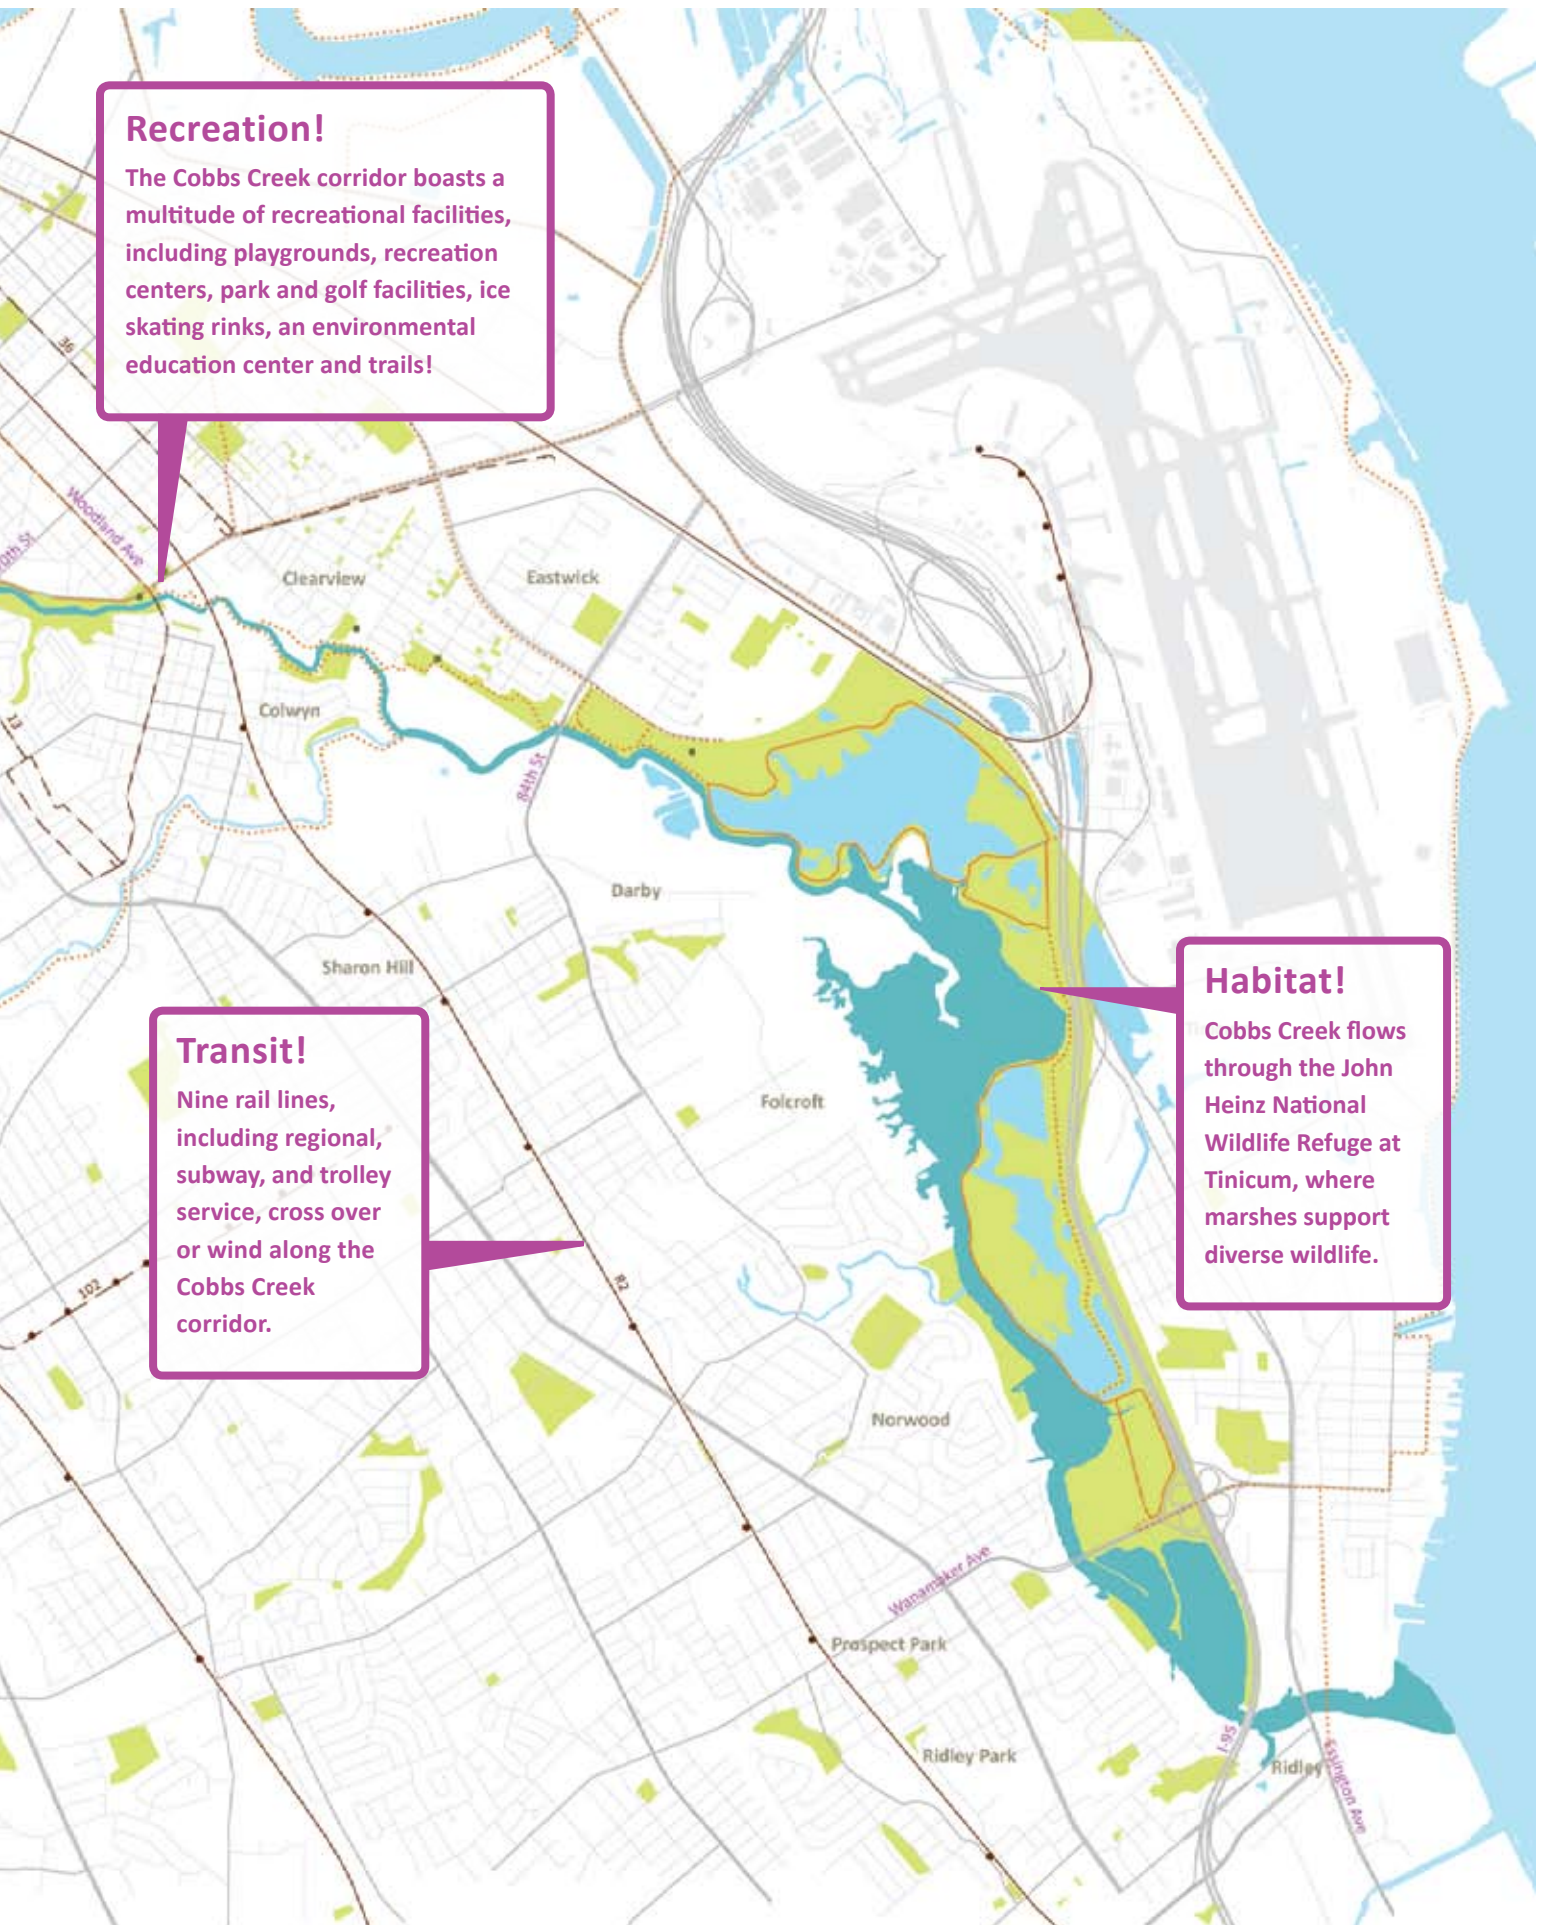 Recreation!
The Cobbs Creek corridor boasts a
multitude of recreational facilities,
including playgrounds, recreation
centers, park and golf facilities, ice
skating rinks, an environmental
education center and trails!
36
Woodland Ave
0th St
Clearview
Eastwick
Colwyn
13
84th St
Darby
Sharon Hill
Habitat!
Cobbs Creek flows
through the John
Heinz National
Wildlife Refuge at
Tinicum, where
marshes support
diverse wildlife.
Transit!
Nine rail lines,
including regional,
subway, and trolley
service, cross over
or wind along the
Cobbs Creek
corridor.
Folcroft
102
R2
Norwood
Wanamaker Ave
Prospect Park
Ridley Park
I-95
Ridley
Essington Ave